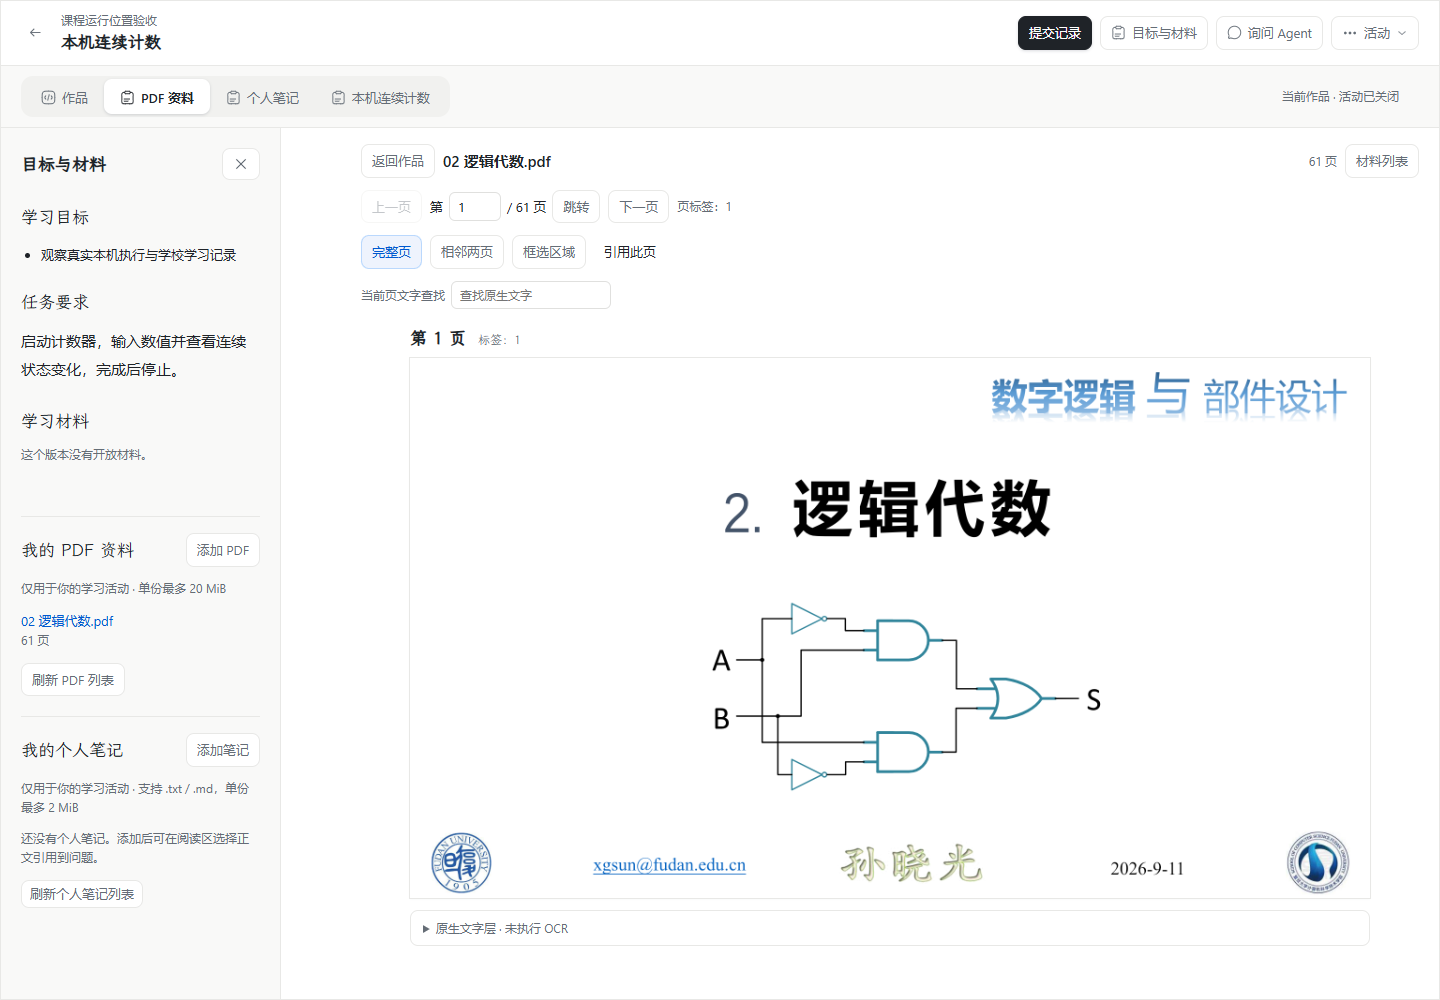 课程运行位置验收
本机连续计数
提交记录
目标与材料
询问 Agent
活动
作品
PDF 资料
个人笔记
本机连续计数
当前作品 · 活动已关闭
目标与材料
学习目标
观察真实本机执行与学校学习记录
任务要求
启动计数器，输入数值并查看连续
状态变化，完成后停止。
学习材料
这个版本没有开放材料。
我的 PDF 资料
添加 PDF
仅用于你的学习活动 · 单份最多 20 MiB
02 逻辑代数.pdf
61 页
刷新 PDF 列表
我的个人笔记
添加笔记
仅用于你的学习活动 · 支持 .txt / .md，单份
最多 2 MiB
还没有个人笔记。添加后可在阅读区选择正
文引用到问题。
刷新个人笔记列表
返回作品
02 逻辑代数.pdf
61 页
材料列表
上一页
第 1 / 61 页
跳转
下一页
页标签：1
完整页
相邻两页
框选区域
引用此页
当前页文字查找
查找原生文字
第 1 页
标签：1
数字逻辑 与 部件设计
2. 逻辑代数
A
B
S
xgsun@fudan.edu.cn
孙晓光
2026-9-11
原生文字层 · 未执行 OCR